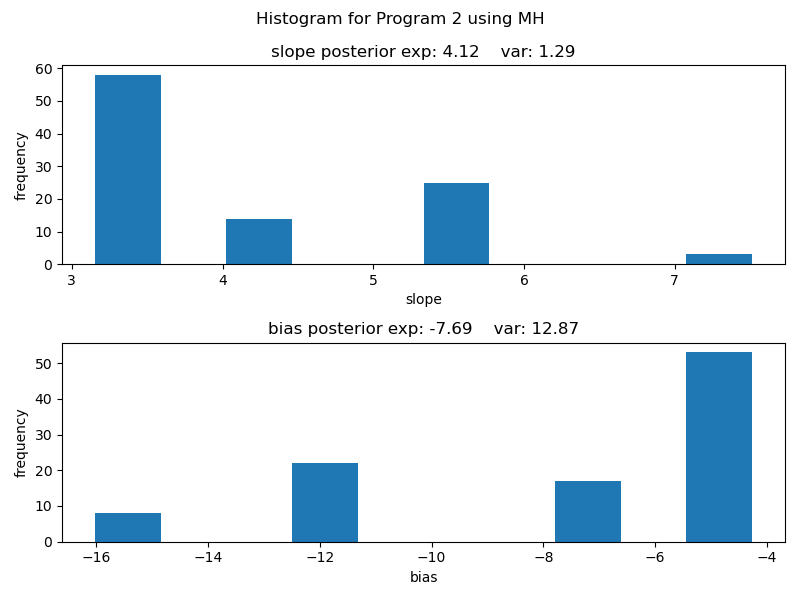 Histogram for Program 2 using MH
slope posterior exp: 4.12    var: 1.29
60
50
40
30
20
10
0
frequency
3 4 5 6 7
slope
bias posterior exp: -7.69    var: 12.87
50
40
30
20
10
0
frequency
−16 −14 −12 −10 −8 −6 −4
bias